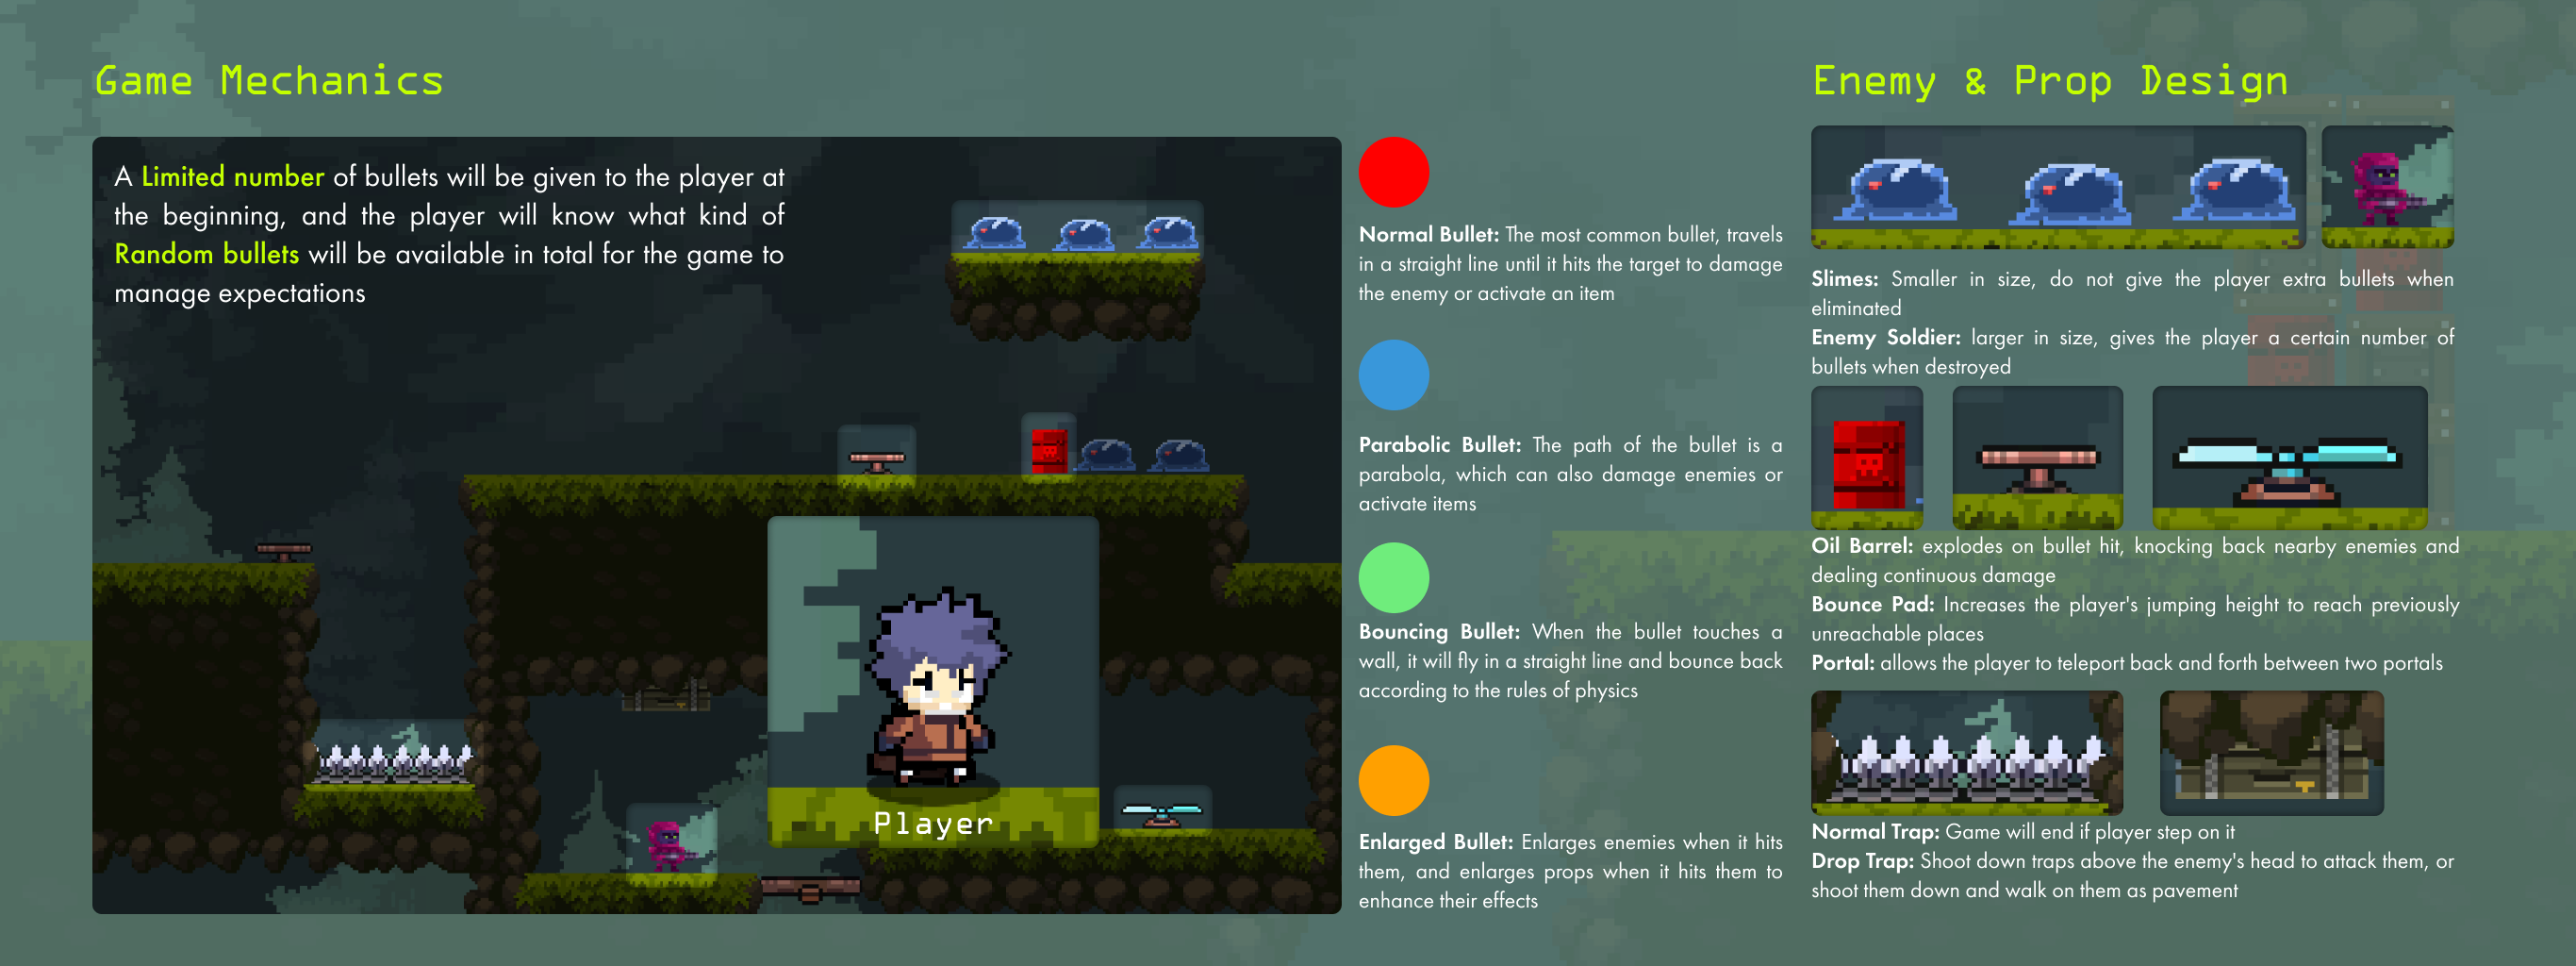 Game Mechanics
A Limited number of bullets will be given to the player at
the beginning, and the player will know what kind of
Random bullets will be available in total for the game to
manage expectations
Player
Normal Bullet: The most common bullet, travels
in a straight line until it hits the target to damage
the enemy or activate an item
Parabolic Bullet: The path of the bullet is a
parabola, which can also damage enemies or
activate items
Bouncing Bullet: When the bullet touches a
wall, it will fly in a straight line and bounce back
according to the rules of physics
Enlarged Bullet: Enlarges enemies when it hits
them, and enlarges props when it hits them to
enhance their effects
Enemy & Prop Design
Slimes: Smaller in size, do not give the player extra bullets when
eliminated
Enemy Soldier: larger in size, gives the player a certain number of
bullets when destroyed
Oil Barrel: explodes on bullet hit, knocking back nearby enemies and
dealing continuous damage
Bounce Pad: Increases the player's jumping height to reach previously
unreachable places
Portal: allows the player to teleport back and forth between two portals
Normal Trap: Game will end if player step on it
Drop Trap: Shoot down traps above the enemy's head to attack them, or
shoot them down and walk on them as pavement